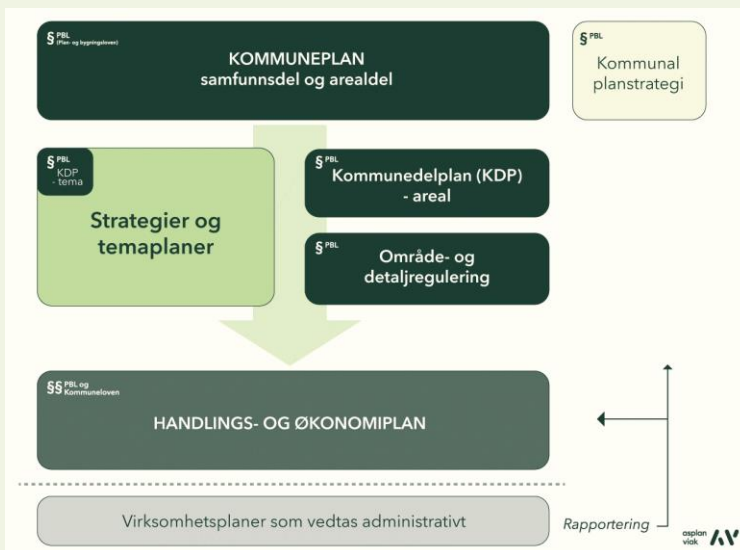 § PBL
(Plan- og bygningsloven)
KOMMUNEPLAN
samfunnsdel og arealdel
§ PBL
Kommunal
planstrategi
§ PBL
KDP
- tema
Strategier og
temaplaner
§ PBL
Kommunedelplan (KDP)
- areal
§ PBL
Område- og
detaljregulering
§§ PBL og
Kommuneloven
HANDLINGS- OG ØKONOMIPLAN
Virksomhetsplaner som vedtas administrativt
Rapportering
asplan
viak